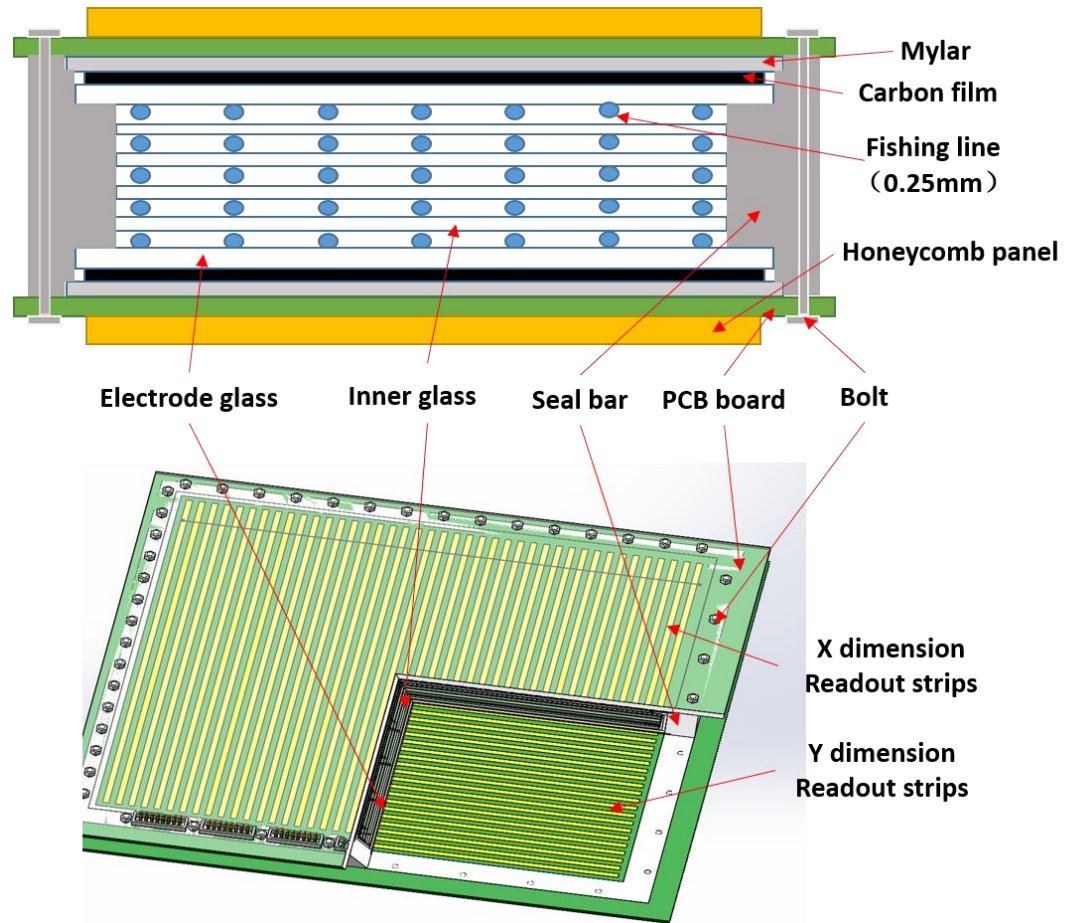 Mylar
Carbon film
Fishing line
（0.25mm）
Honeycomb panel
Electrode glass
Inner glass
Seal bar
PCB board
Bolt
X dimension
Readout strips
Y dimension
Readout strips